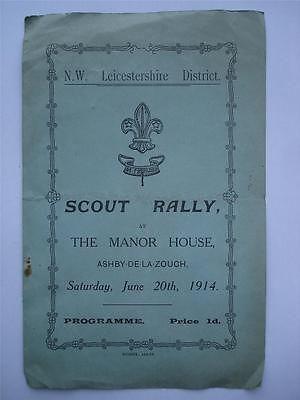 N.W. Leicestershire District.
BE PREPARED
SCOUT RALLY,
AT
THE MANOR HOUSE,
ASHBY-DE-LA-ZOUCH,
Saturday, June 20th, 1914.
PROGRAMME. Price 1d.